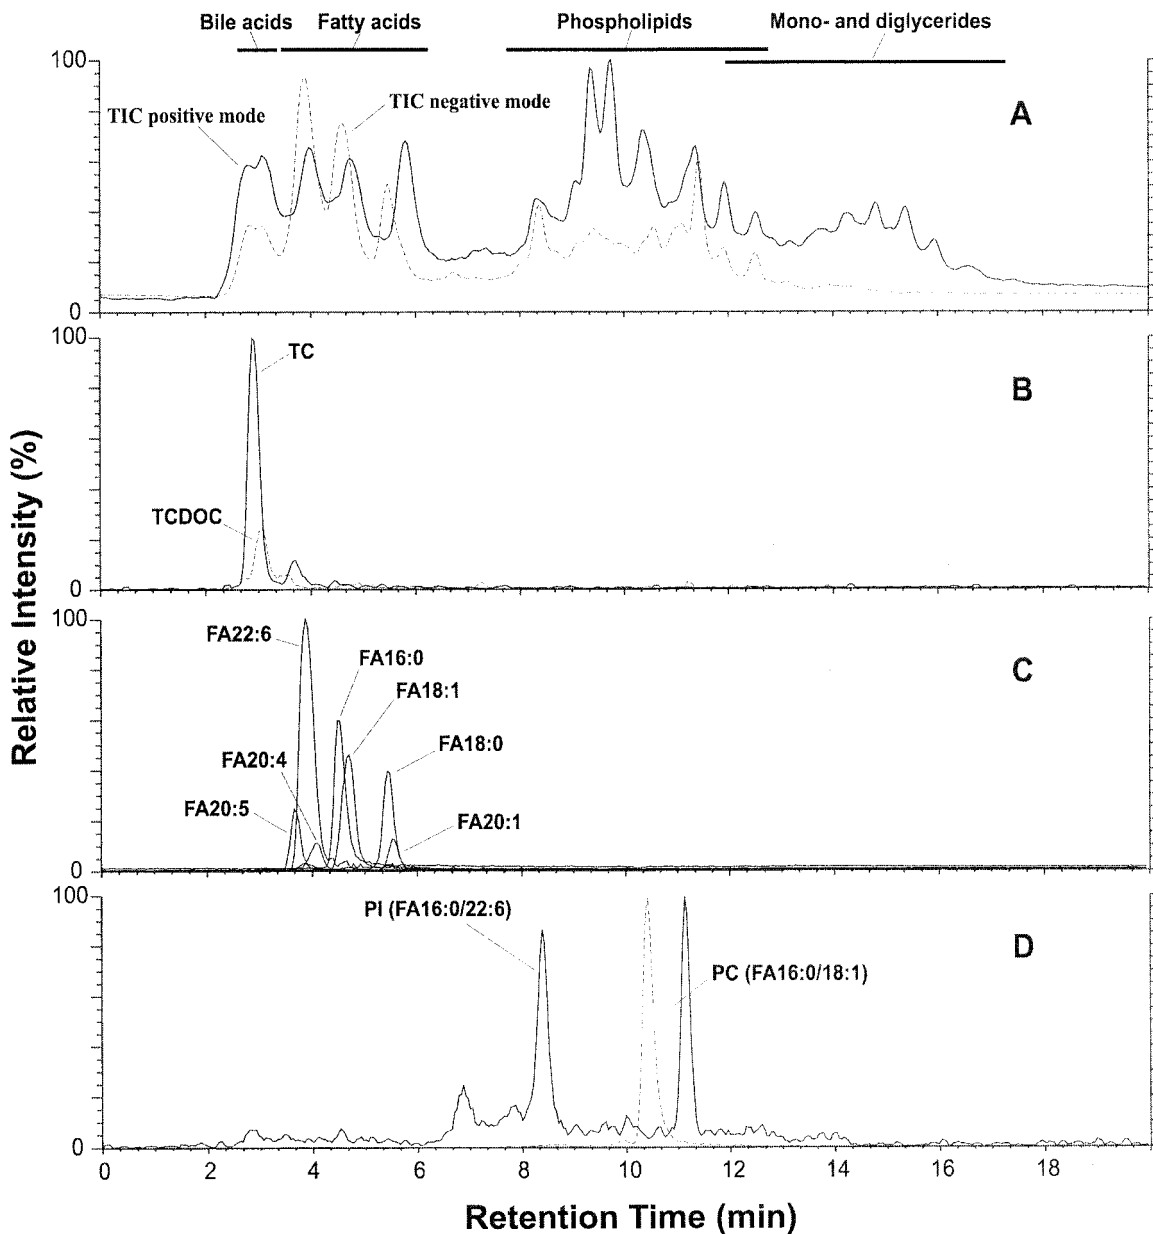 Bile acids Fatty acids Phospholipids Mono- and diglycerides
100
TIC positive mode
TIC negative mode
A
0
100
TC
B
TCDOC
0
100
FA22:6
FA16:0
C
FA18:1
FA20:4
FA18:0
FA20:5
FA20:1
0
100
PI (FA16:0/22:6)
D
PC (FA16:0/18:1)
0
0 2 4 6 8 10 12 14 16 18
Retention Time (min)
Relative Intensity (%)